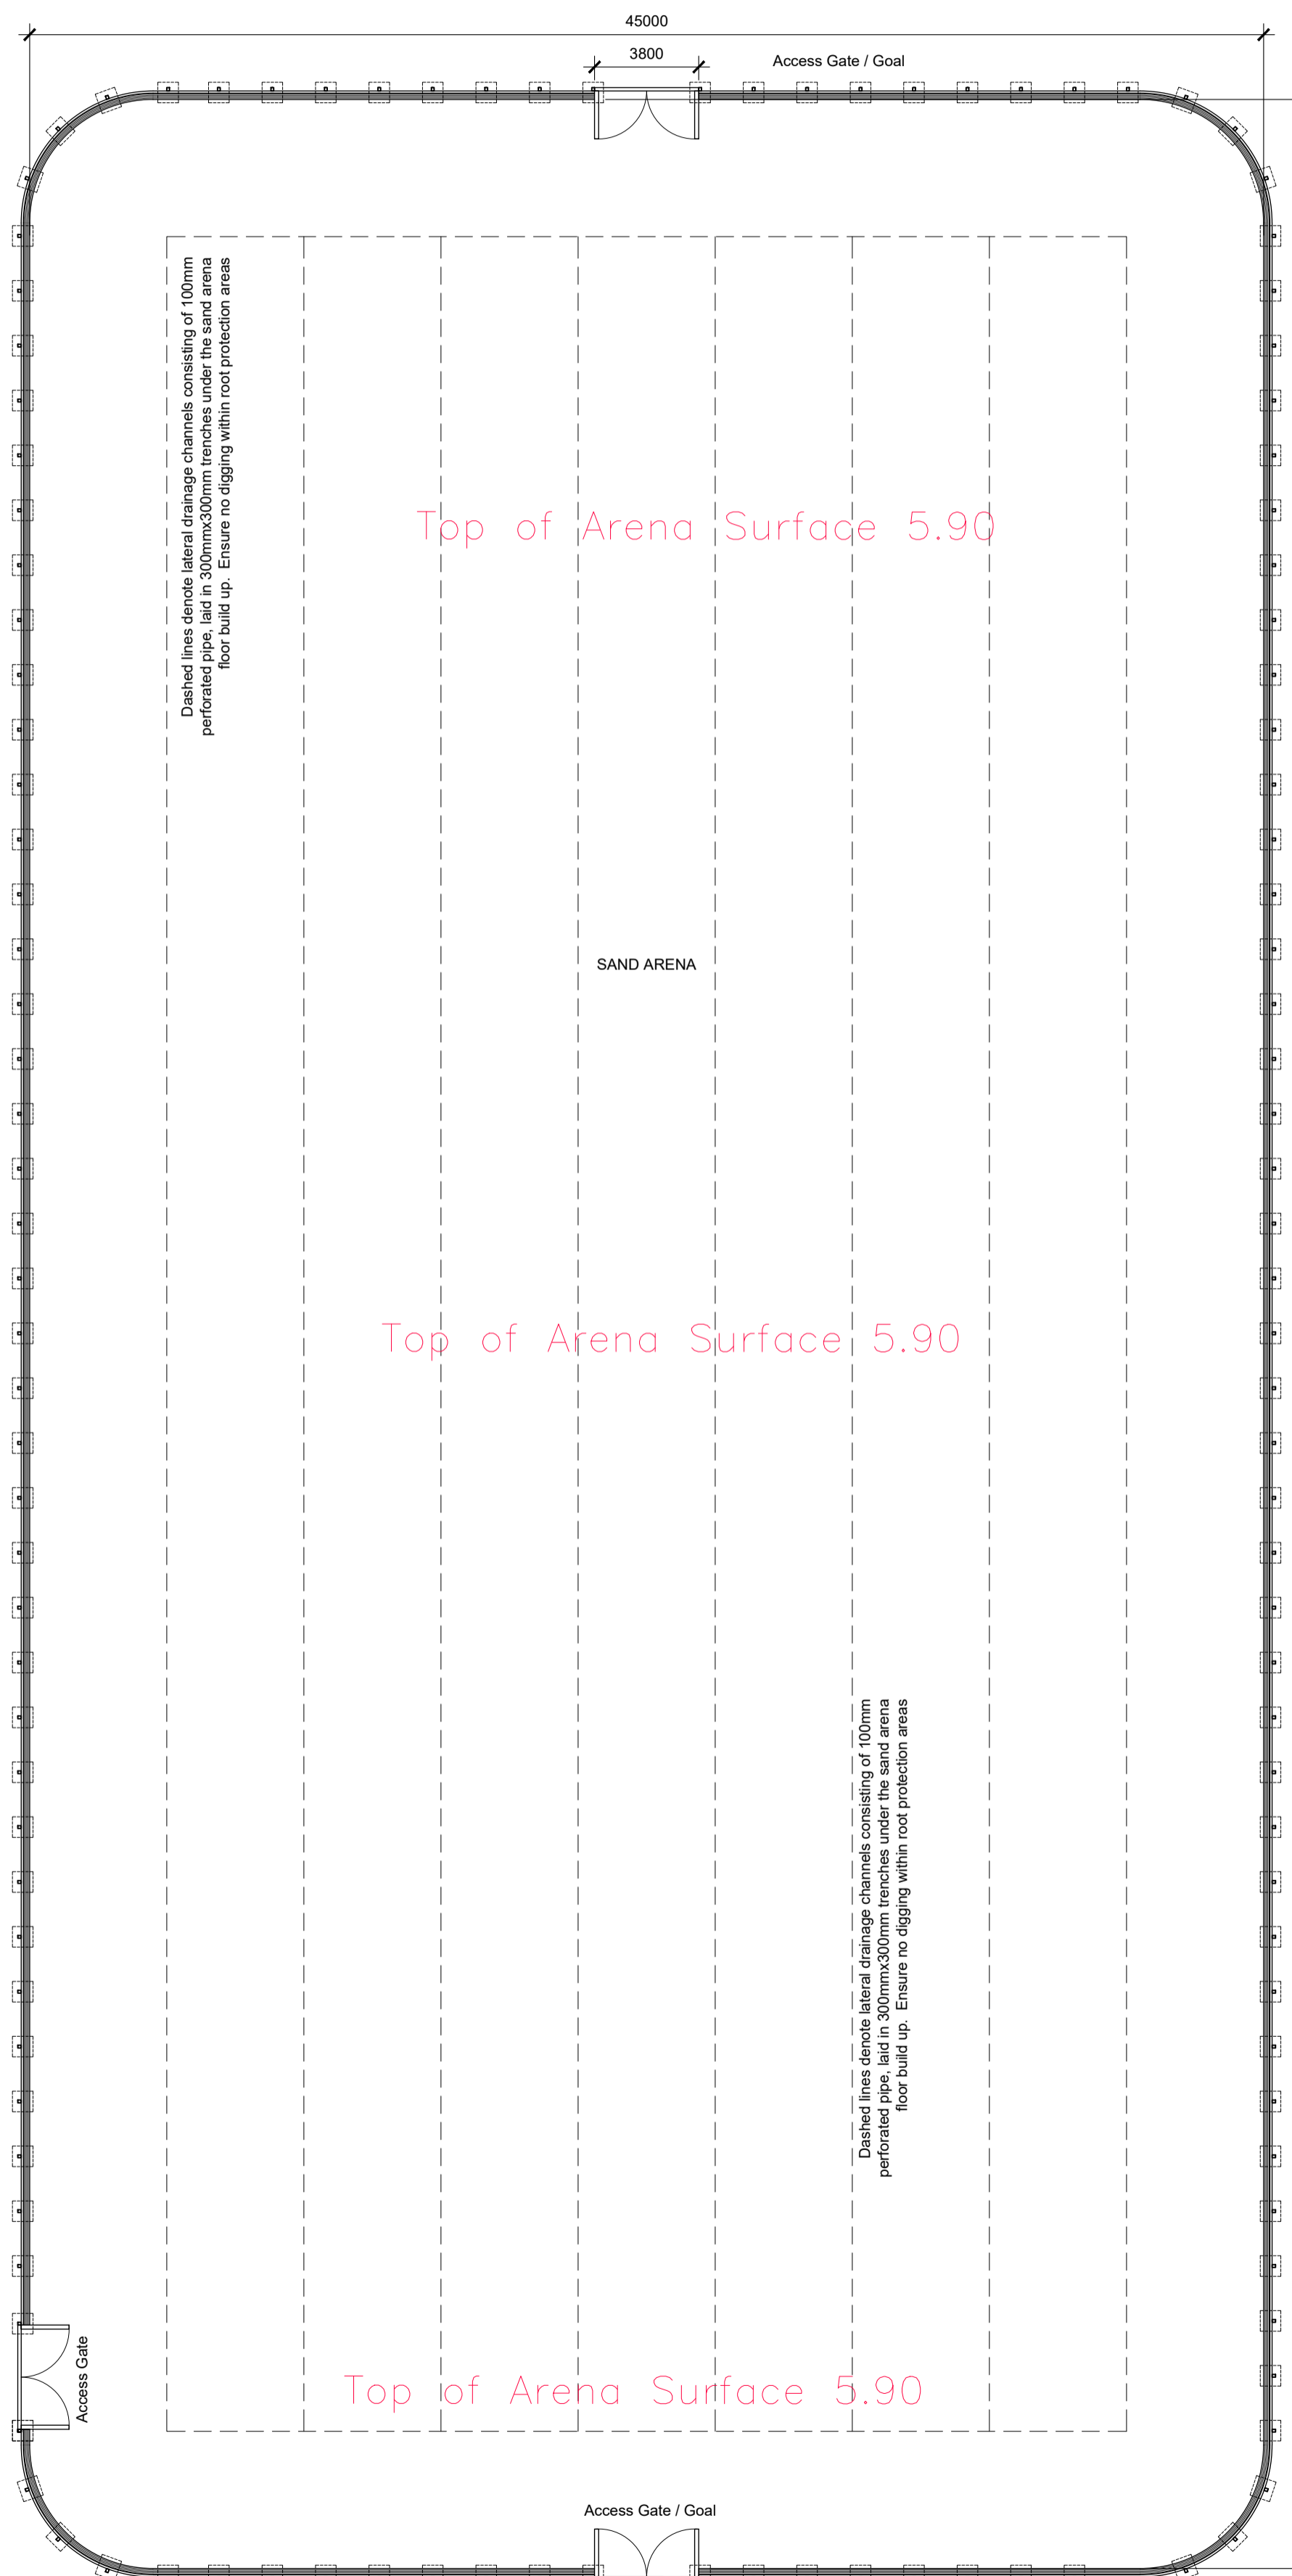 45000
3800
Access Gate / Goal
Dashed lines denote lateral drainage channels consisting of 100mm
perforated pipe, laid in 300mmx300mm trenches under the sand arena
floor build up.  Ensure no digging within root protection areas
Top of Arena Surface 5.90
SAND ARENA
Top of Arena Surface 5.90
Dashed lines denote lateral drainage channels consisting of 100mm
perforated pipe, laid in 300mmx300mm trenches under the sand arena
floor build up.  Ensure no digging within root protection areas
Access Gate
Top of Arena Surface 5.90
Access Gate / Goal